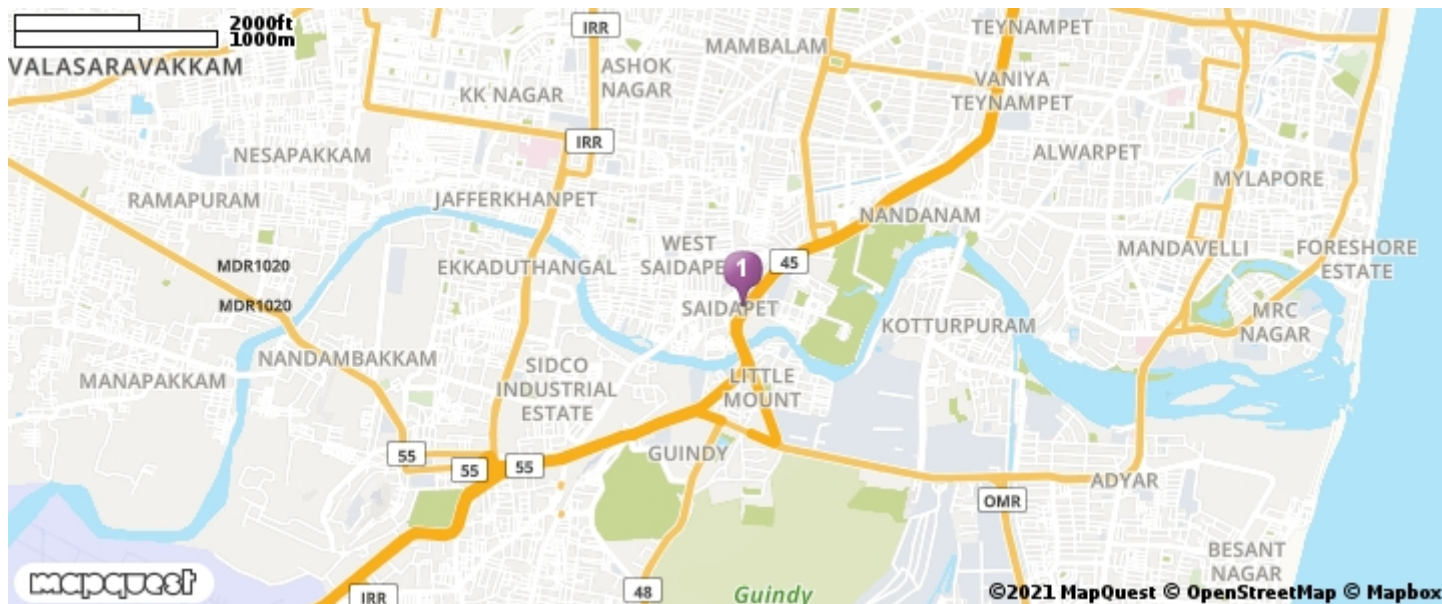 2000ft
1000m
IRR
TEYNAMPET
MAMBALAM
VALASARAVAKKAM
ASHOK
NAGAR
KK NAGAR
VANIYA
TEYNAMPET
IRR
NESAPAKKAM
ALWARPET
RAMAPURAM
JAFFERKHANPET
MYLAPORE
NANDANAM
WEST
SAIDAPE
1
45
MANDAVELLI
FORESHORE
ESTATE
MDR1020
EKKADUTHANGAL
MDR1020
SAIDAPET
KOTTURPURAM
MRC
NAGAR
NANDAMBAKKAM
MANAPAKKAM
SIDCO
INDUSTRIAL
ESTATE
LITTLE
MOUNT
55
55
55
GUINDY
ADYAR
OMR
BESANT
NAGAR
mapquest
IRR
48
Guindy
©2021 MapQuest © OpenStreetMap © Mapbox